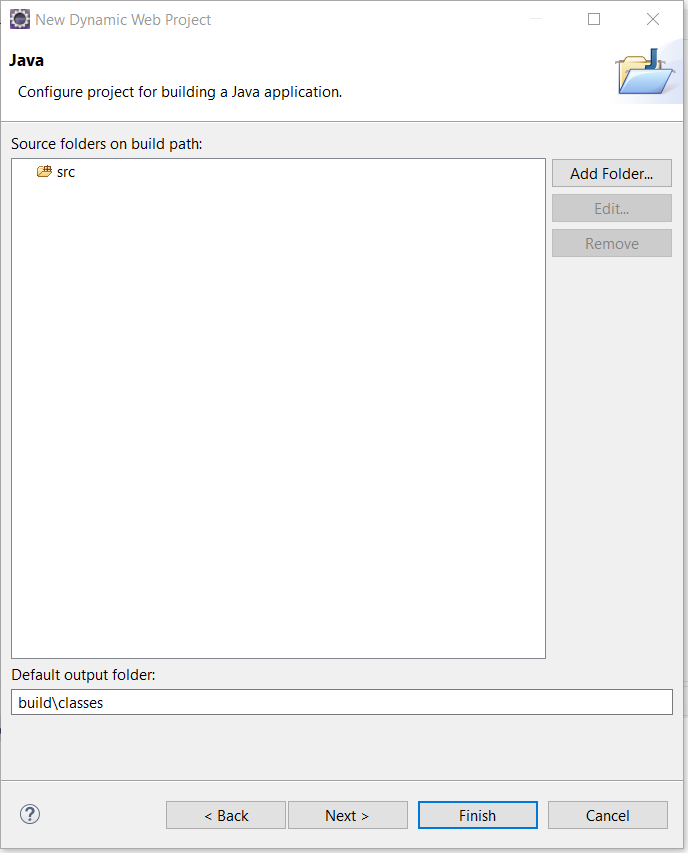 New Dynamic Web Project
Java
Configure project for building a Java application.
Source folders on build path:
src
Add Folder...
Edit...
Remove
Default output folder:
build\classes
?
< Back
Next >
Finish
Cancel